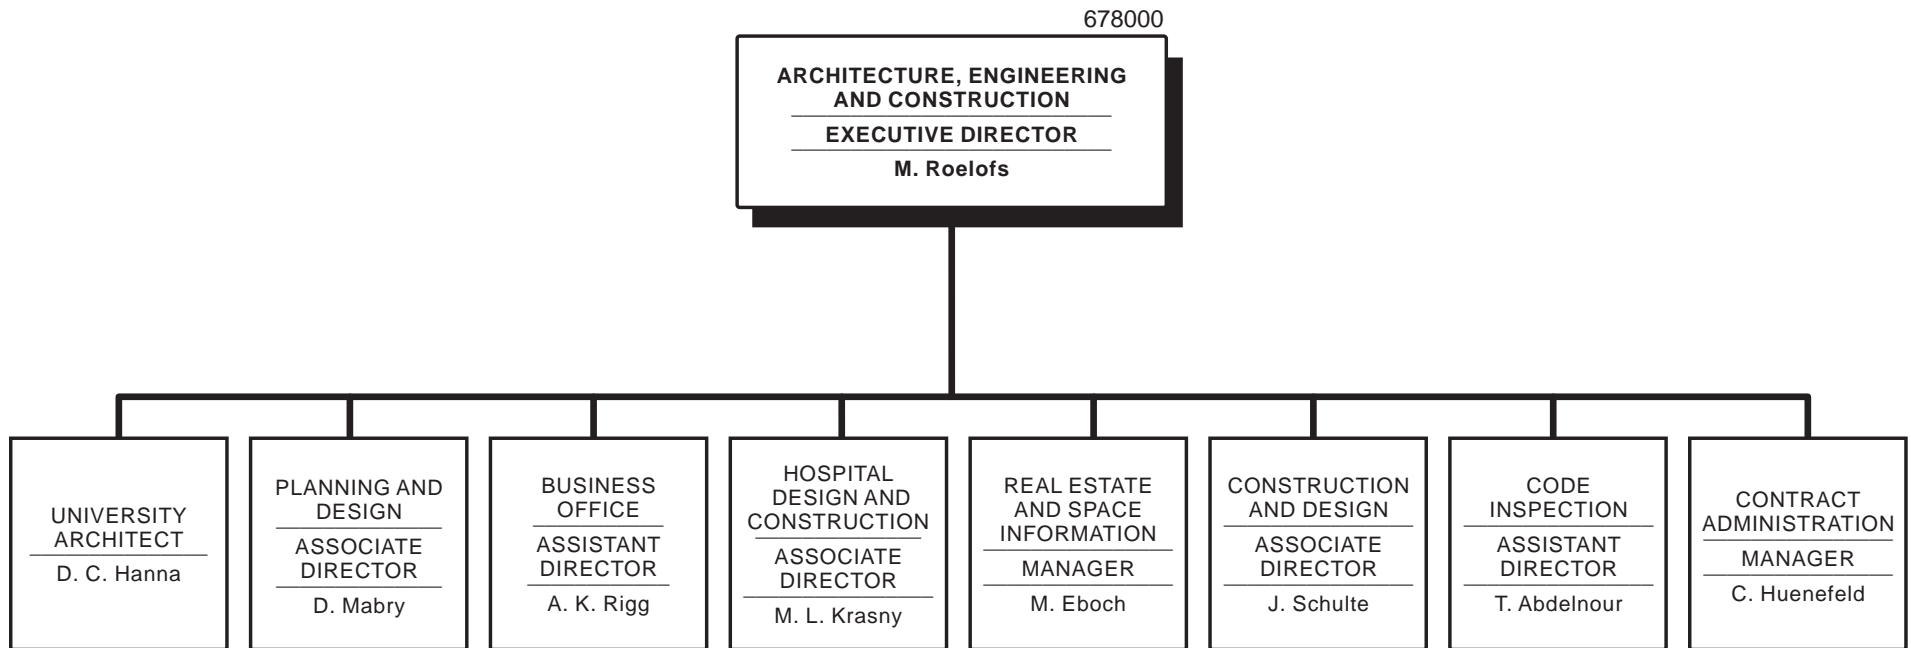 678000
ARCHITECTURE, ENGINEERING
AND CONSTRUCTION
EXECUTIVE DIRECTOR
M. Roelofs
UNIVERSITY
ARCHITECT
D. C. Hanna
PLANNING AND
DESIGN
ASSOCIATE
DIRECTOR
D. Mabry
BUSINESS
OFFICE
ASSISTANT
DIRECTOR
A. K. Rigg
HOSPITAL
DESIGN AND
CONSTRUCTION
ASSOCIATE
DIRECTOR
M. L. Krasny
REAL ESTATE
AND SPACE
INFORMATION
MANAGER
M. Eboch
CONSTRUCTION
AND DESIGN
ASSOCIATE
DIRECTOR
J. Schulte
CODE
INSPECTION
ASSISTANT
DIRECTOR
T. Abdelnour
CONTRACT
ADMINISTRATION
MANAGER
C. Huenefeld